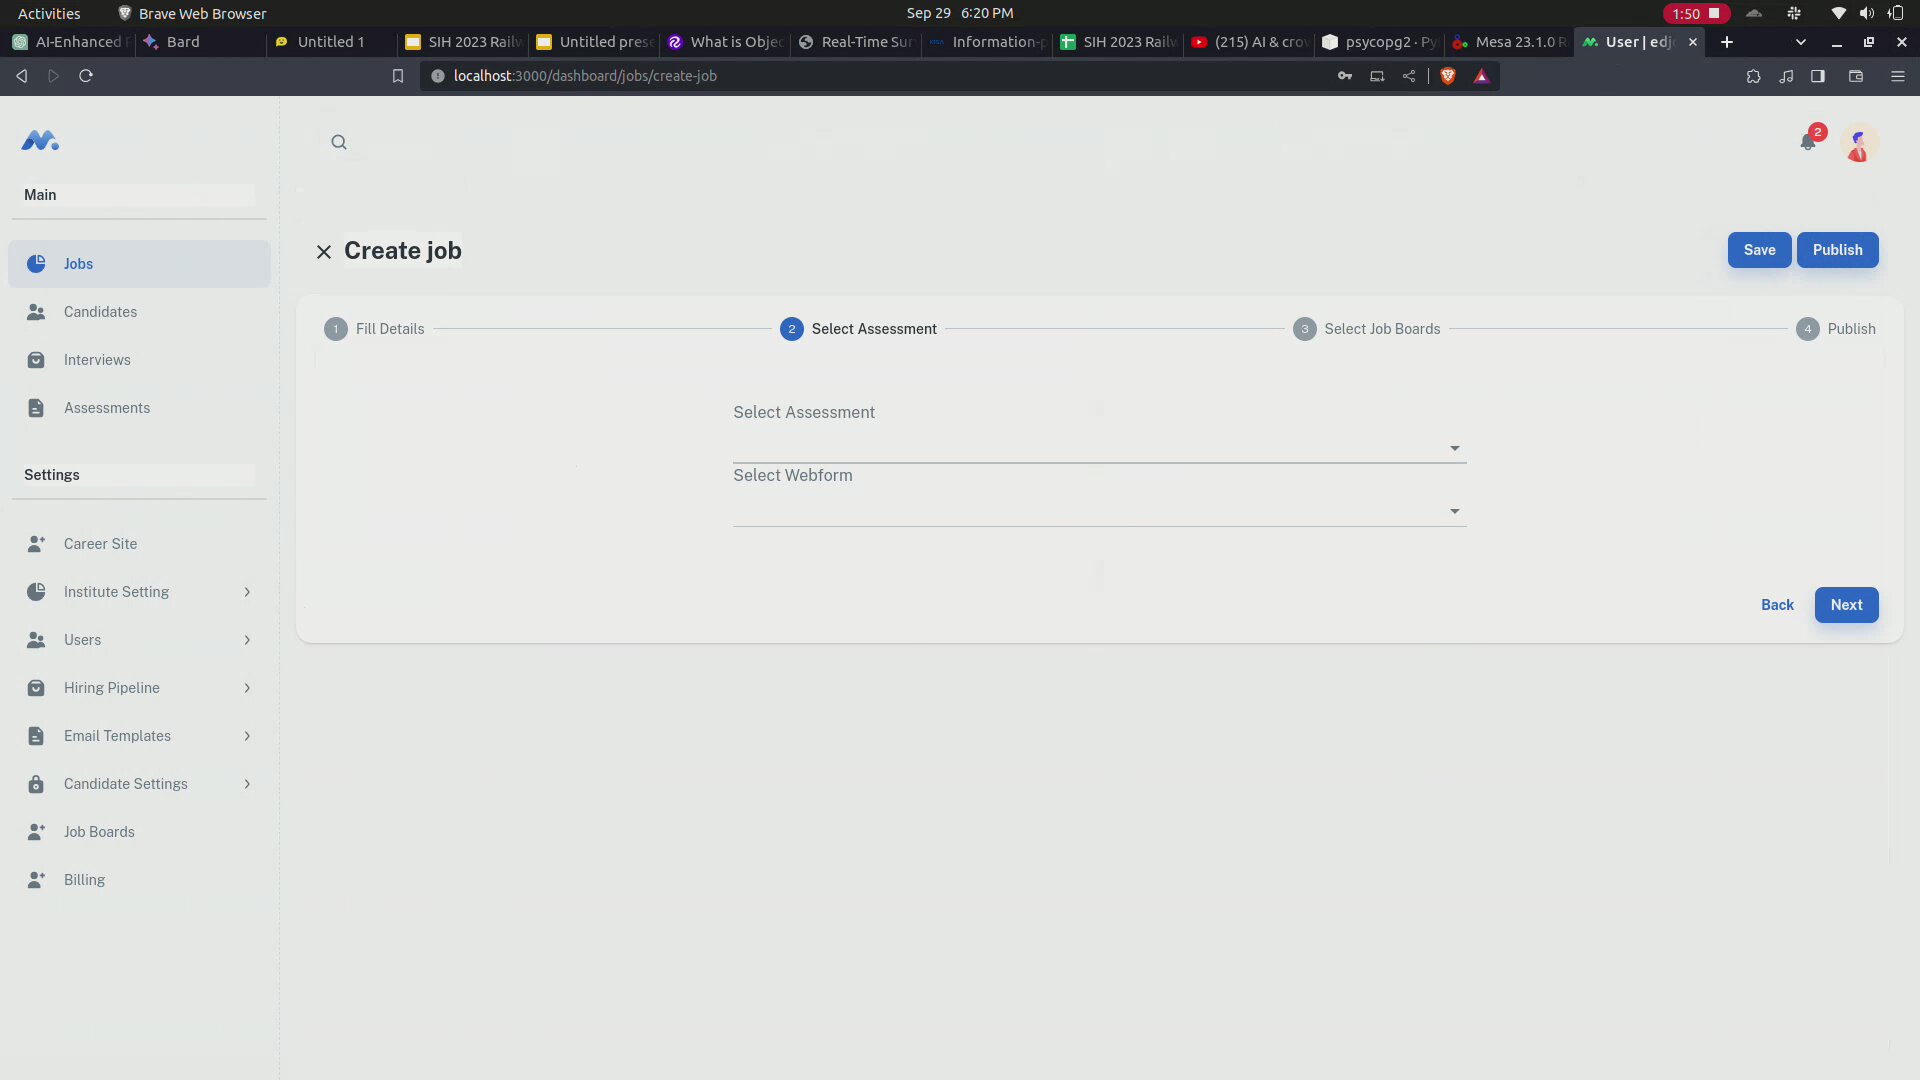 Activities
Brave Web Browser
Sep 29 6:20 PM
1:50
AI-Enhanced
Bard
Untitled 1
SIH 2023 Railw
Untitled prese
What is Objec
Real-Time Sur
Information-p
SIH 2023 Railw
(215) AI & crow
psycopg2 · Py
Mesa 23.1.0 R
User | edjo
localhost:3000/dashboard/jobs/create-job
2
Main
Jobs
Candidates
Interviews
Assessments
Settings
Career Site
Institute Setting
Users
Hiring Pipeline
Email Templates
Candidate Settings
Job Boards
Billing
Create job
Save
Publish
1 Fill Details
2 Select Assessment
3 Select Job Boards
4 Publish
Select Assessment
Select Webform
Back
Next